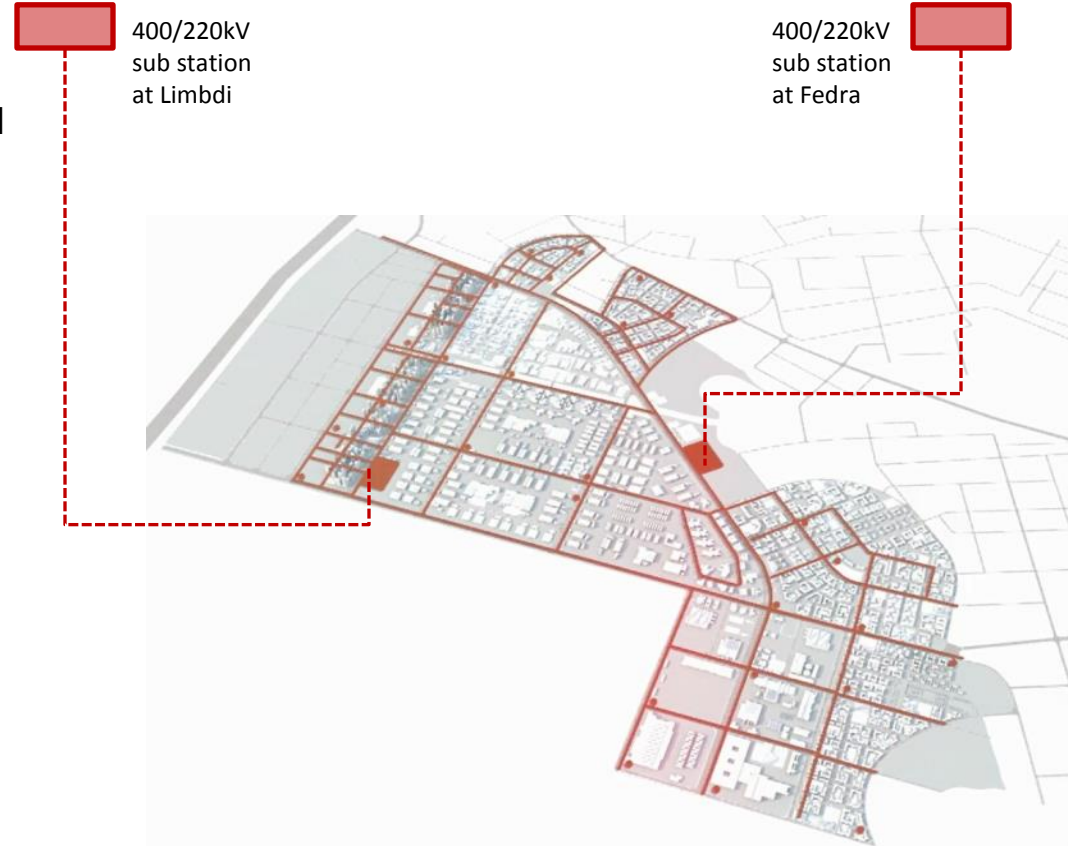 400/220kV
sub station
at Limbdi
400/220kV
sub station
at Fedra